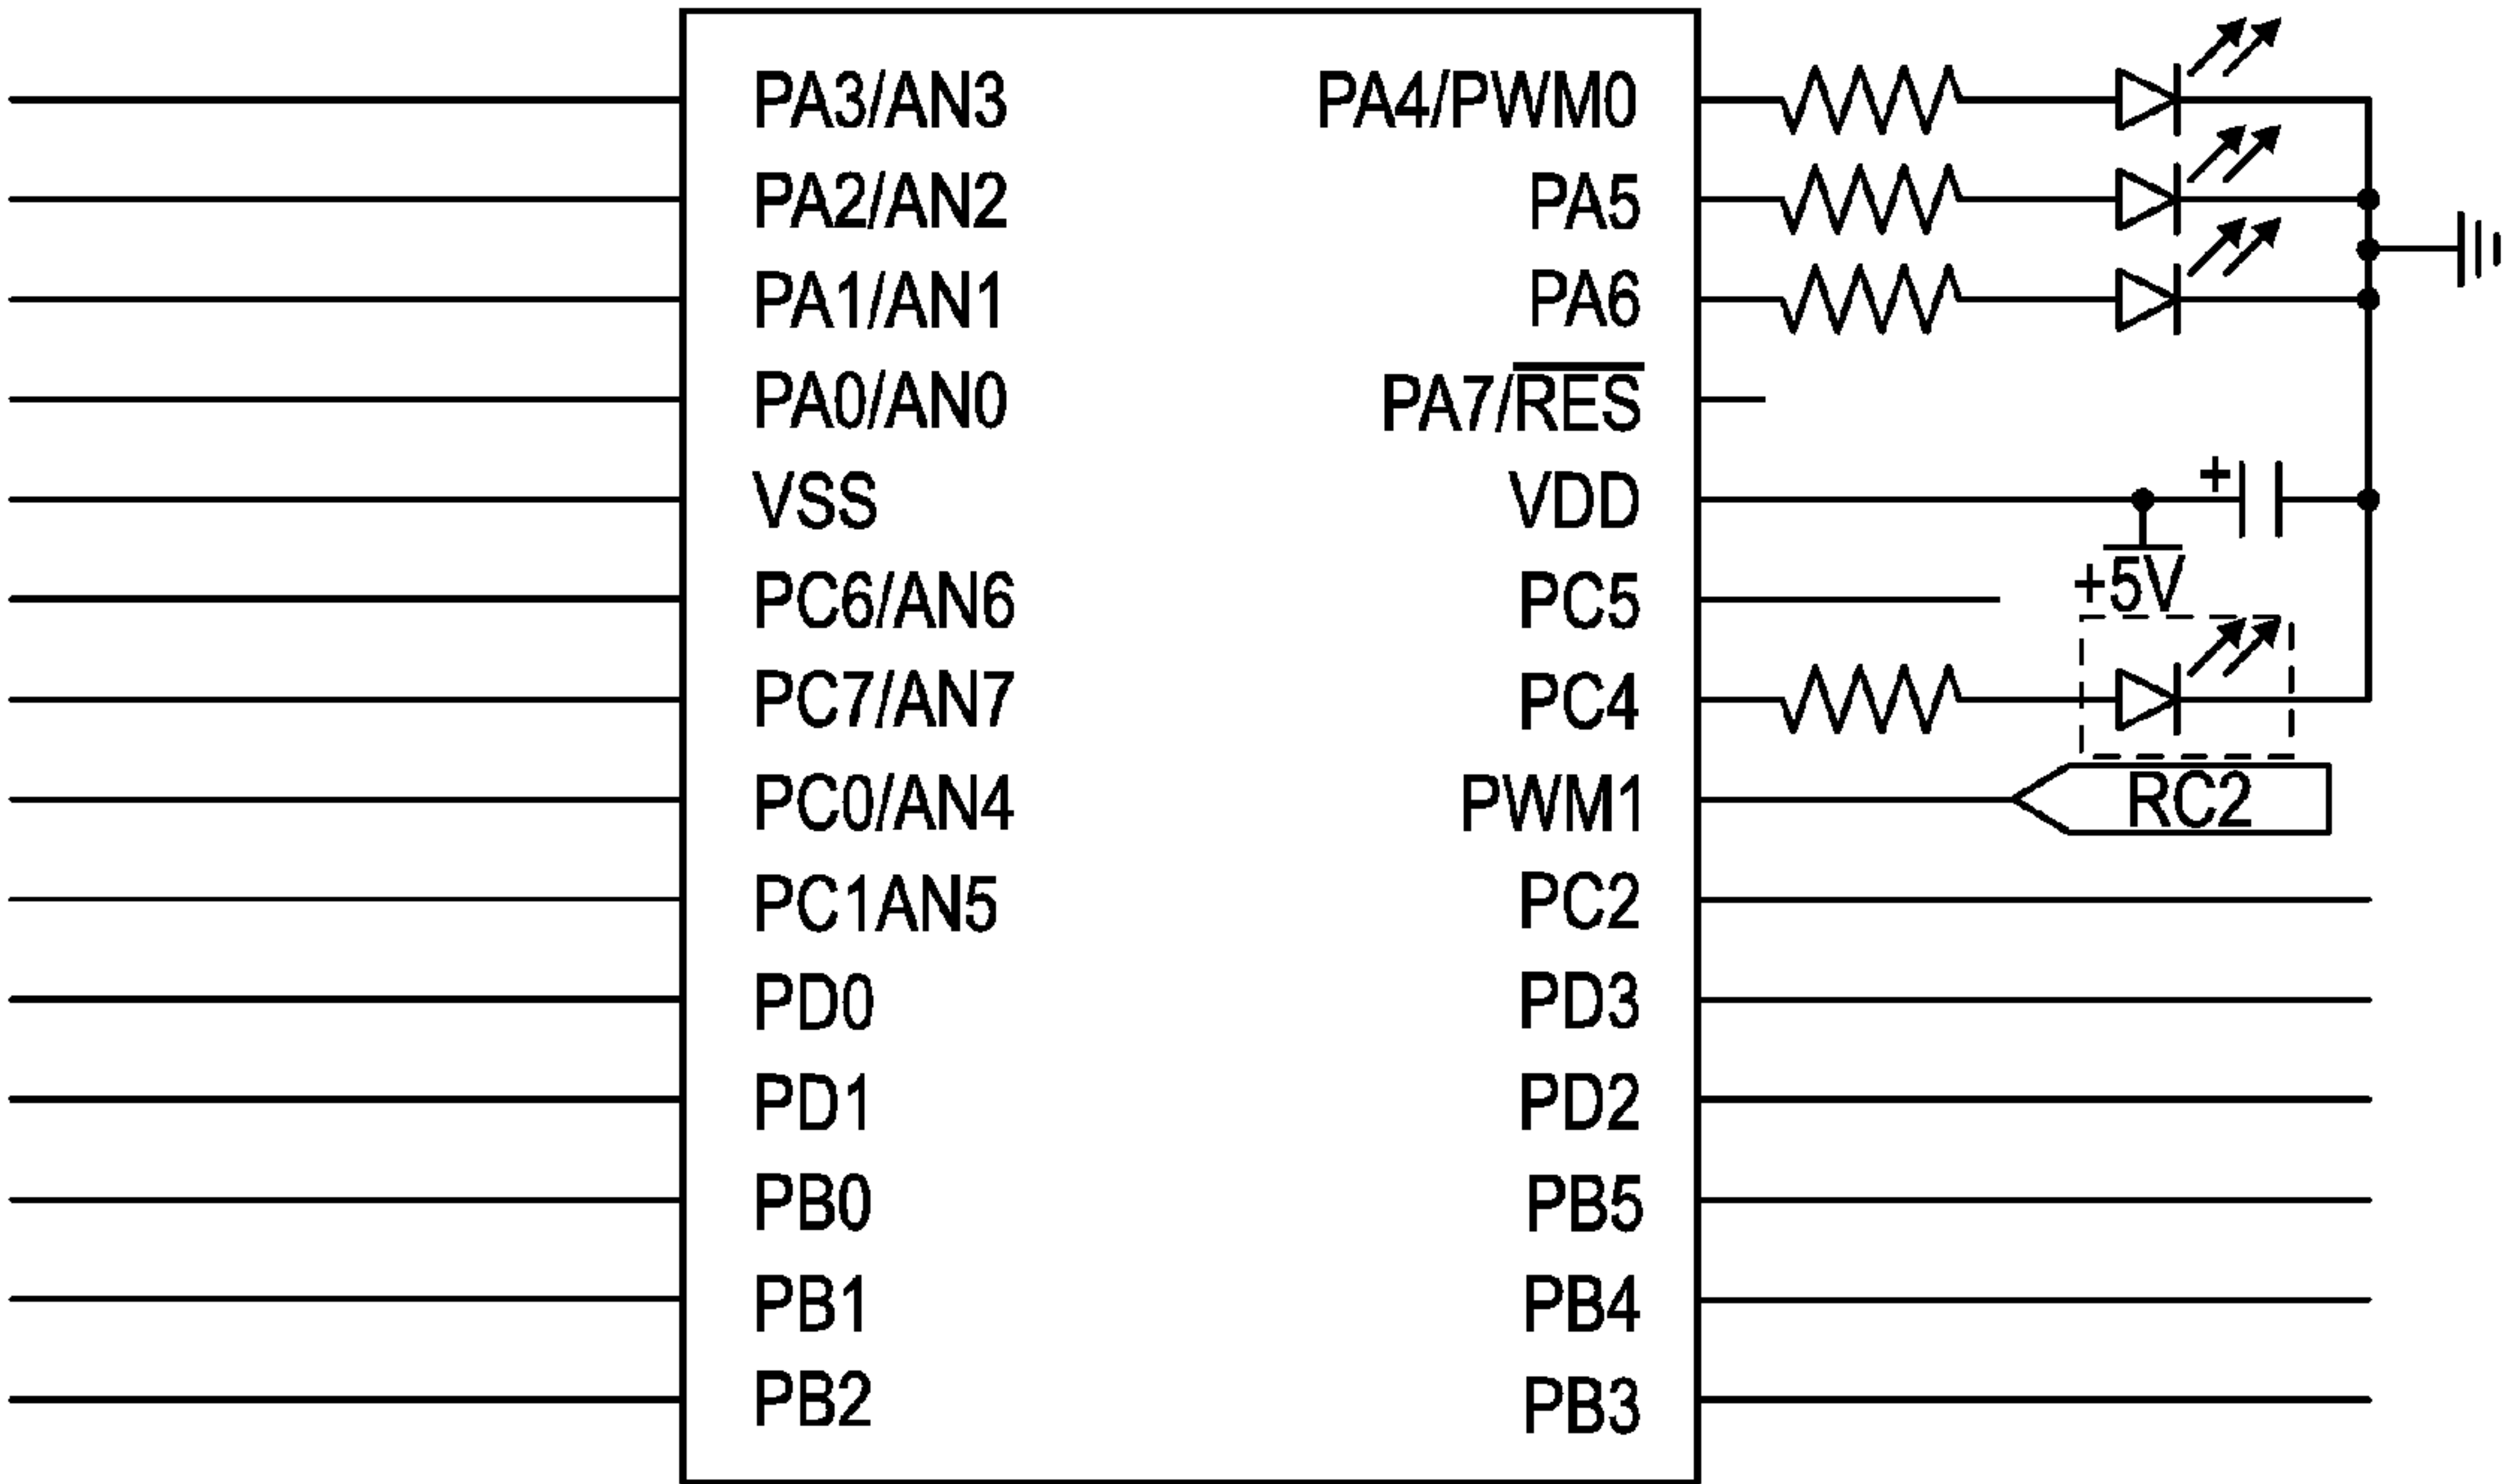 PA3/AN3 PA4/PWM0
PA2/AN2 PA5
PA1/AN1 PA6
PA0/AN0 PA7/RES
VSS VDD
+
+5V
PC6/AN6 PC5
PC7/AN7 PC4
PC0/AN4 PWM1 RC2
PC1AN5 PC2
PD0 PD3
PD1 PD2
PB0 PB5
PB1 PB4
PB2 PB3